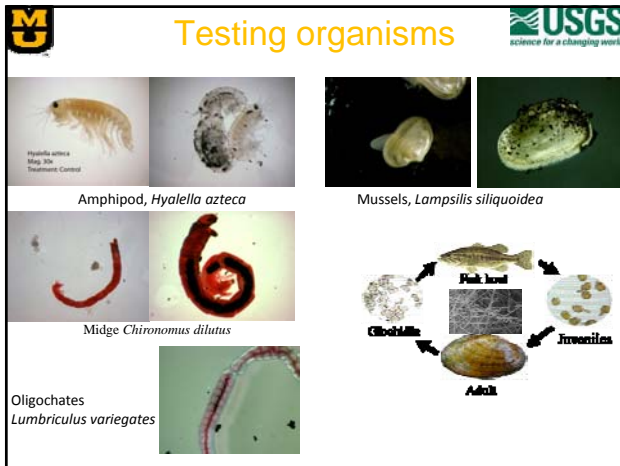 MU
Testing organisms
USGS
science for a changing world
Hyalella azteca
Mag. 30x
Treatment Control
Amphipod, Hyalella azteca
Mussels, Lampsilis siliquoidea
Midge Chironomus dilutus
Fish host
Glochidia
Juveniles
Adult
Oligochates
Lumbriculus variegates